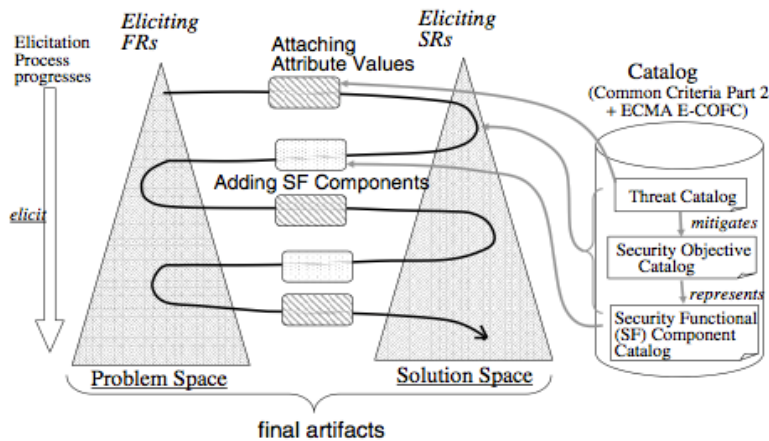 Elicitation
Process
progresses
Eliciting
FRs
Attaching
Attribute Values
Eliciting
SRs
Catalog
(Common Criteria Part 2
+ ECMA E-COFC)
Threat Catalog
mitigates
Adding SF Components
elicit
Security Objective
Catalog
represents
Security Functional
(SF) Component
Catalog
Problem Space
Solution Space
final artifacts